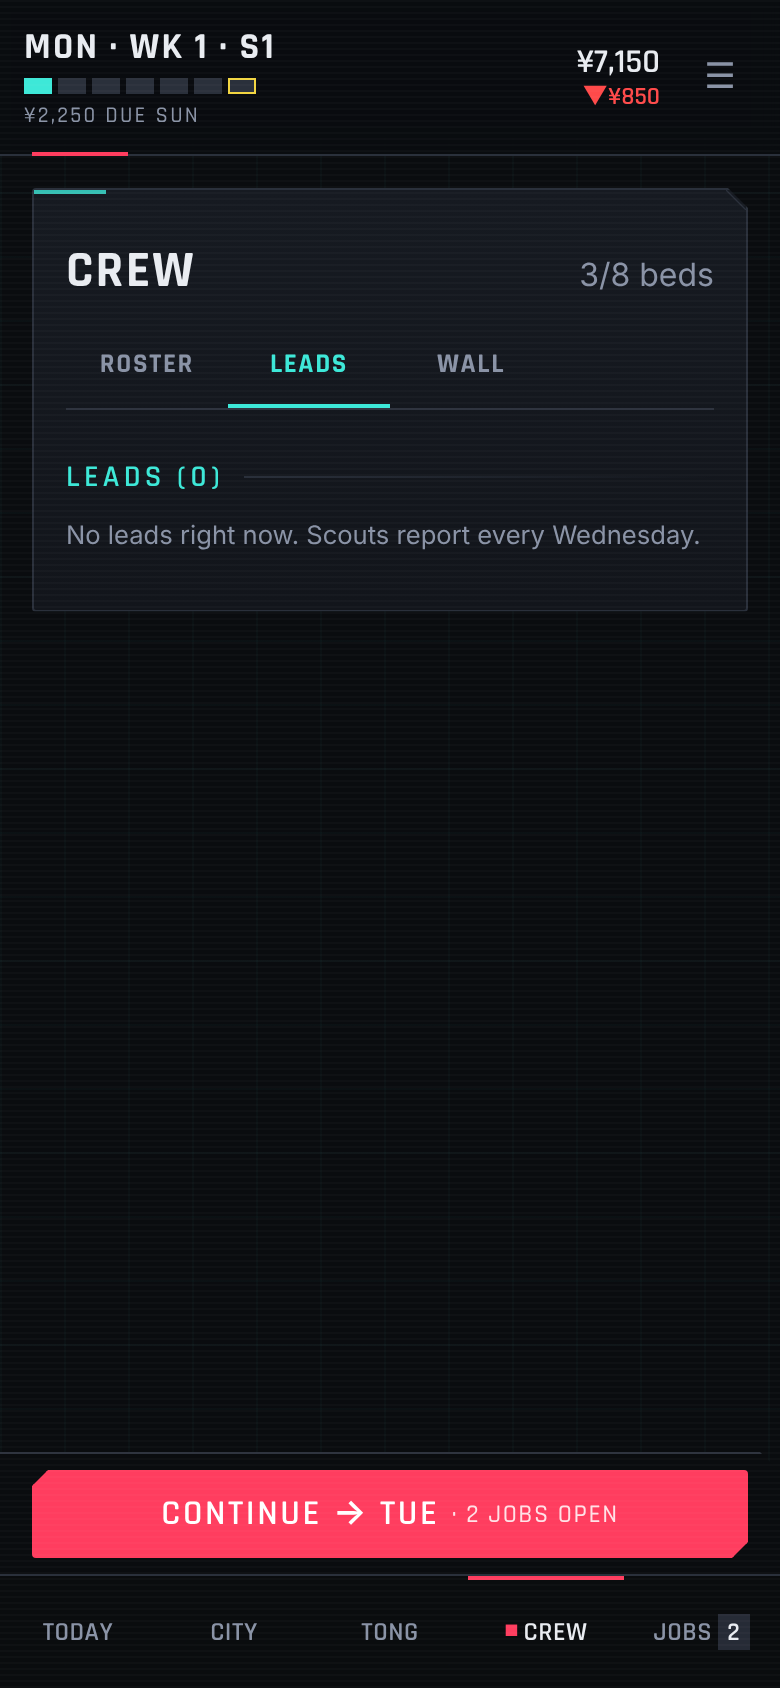 MON · WK 1 · S1
¥2,250 DUE SUN
¥7,150
▼¥850
CREW
3/8 beds
ROSTER LEADS WALL
LEADS (0)
No leads right now. Scouts report every Wednesday.
CONTINUE → TUE · 2 JOBS OPEN
TODAY CITY TONG CREW JOBS 2